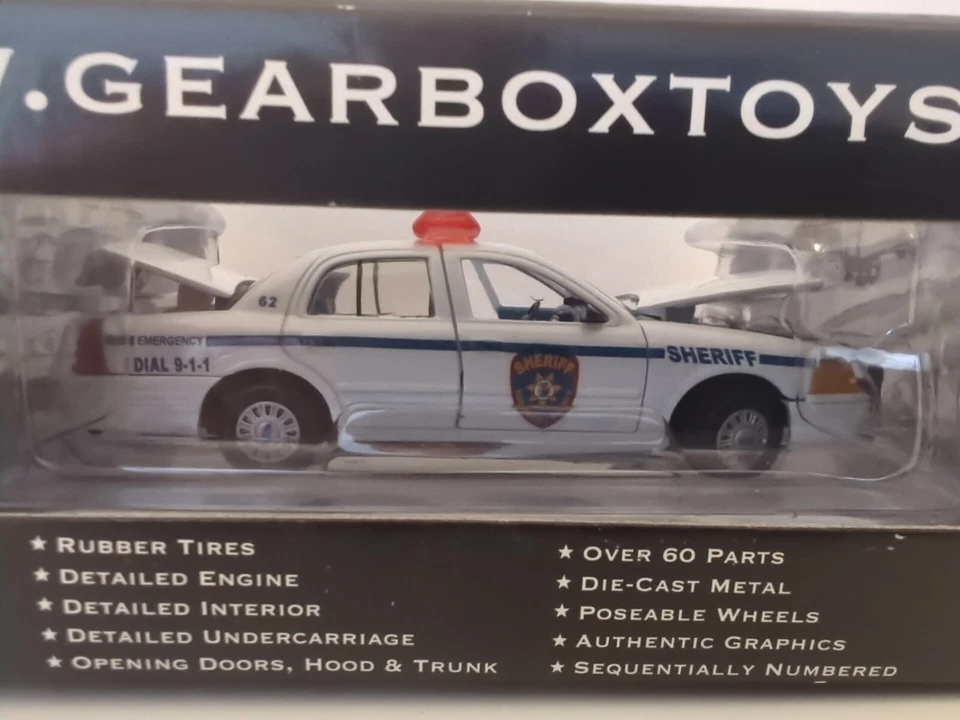 .GEARBOXTOYS
62
EMERGENCY
DIAL 9-1-1
SHERIFF
SHERIFF
★ RUBBER TIRES
★ DETAILED ENGINE
★ DETAILED INTERIOR
★ DETAILED UNDERCARRIAGE
★ OPENING DOORS, HOOD & TRUNK
★ OVER 60 PARTS
★ DIE-CAST METAL
★ POSEABLE WHEELS
★ AUTHENTIC GRAPHICS
★ SEQUENTIALLY NUMBERED